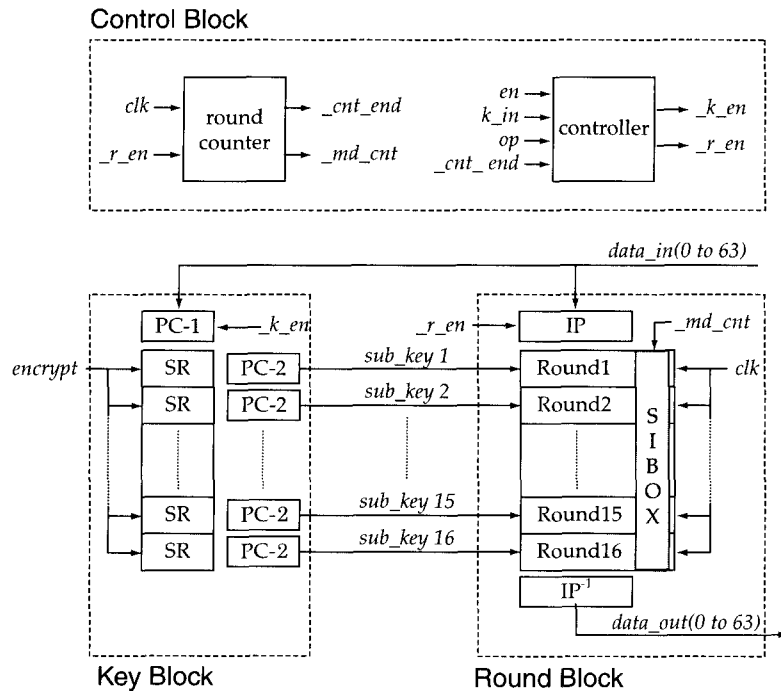 Control Block
clk
_r_en
round
counter
_cnt_end
_md_cnt
en
k_in
op
_cnt_ end
controller
_k_en
_r_en
data_in(0 to 63)
PC-1
_k_en
_r_en
IP
_md_cnt
encrypt
SR
PC-2
sub_key 1
Round1
clk
SR
PC-2
sub_key 2
Round2
S
I
B
O
X
SR
PC-2
sub_key 15
Round15
SR
PC-2
sub_key 16
Round16
IP-1
data_out(0 to 63)
Key Block
Round Block